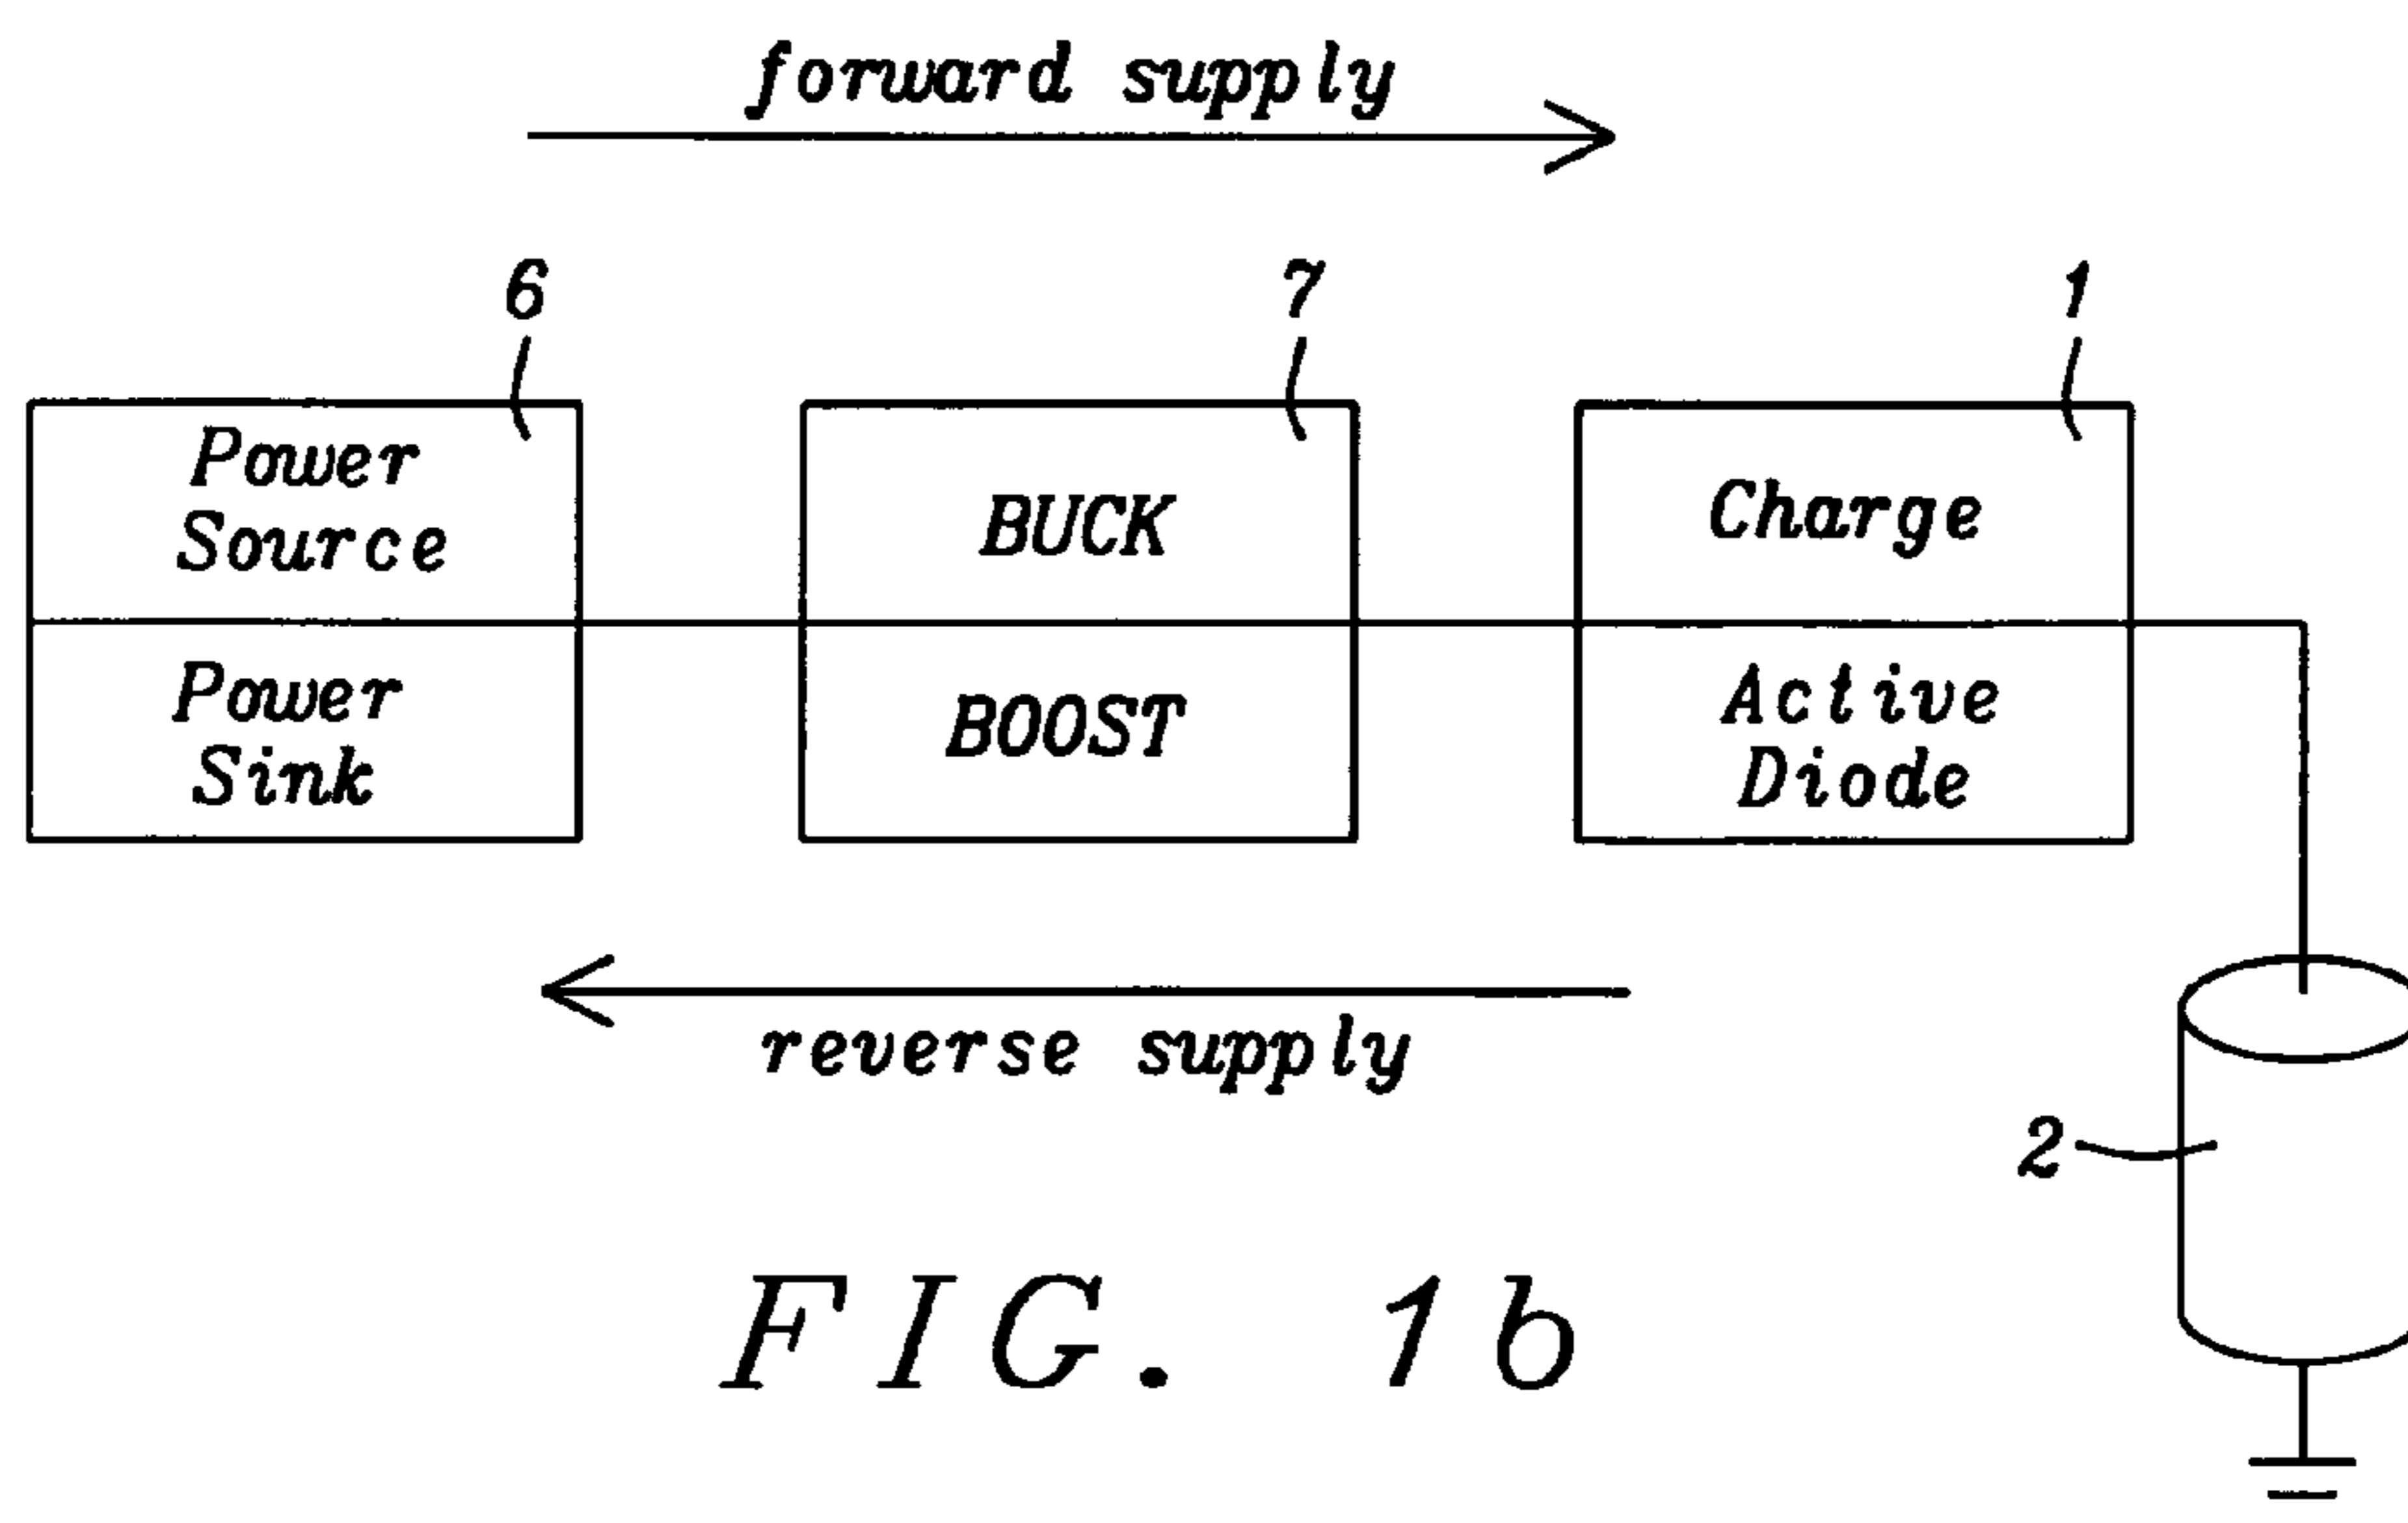 forward supply
6
7
1
Power
Source
BUCK
Charge
Power
Sink
BOOST
Active
Diode
reverse supply
2
FIG. 1b